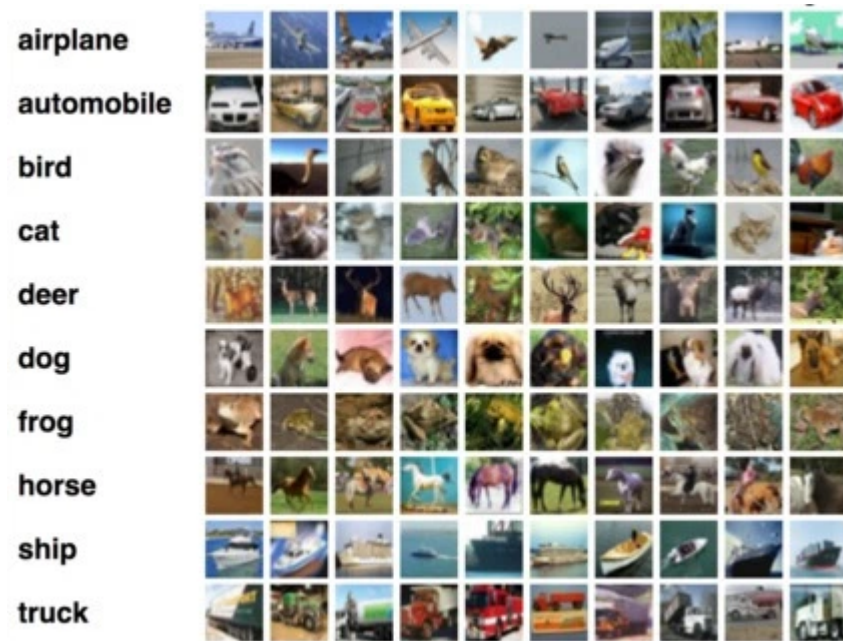 airplane
automobile
bird
cat
deer
dog
frog
horse
ship
truck